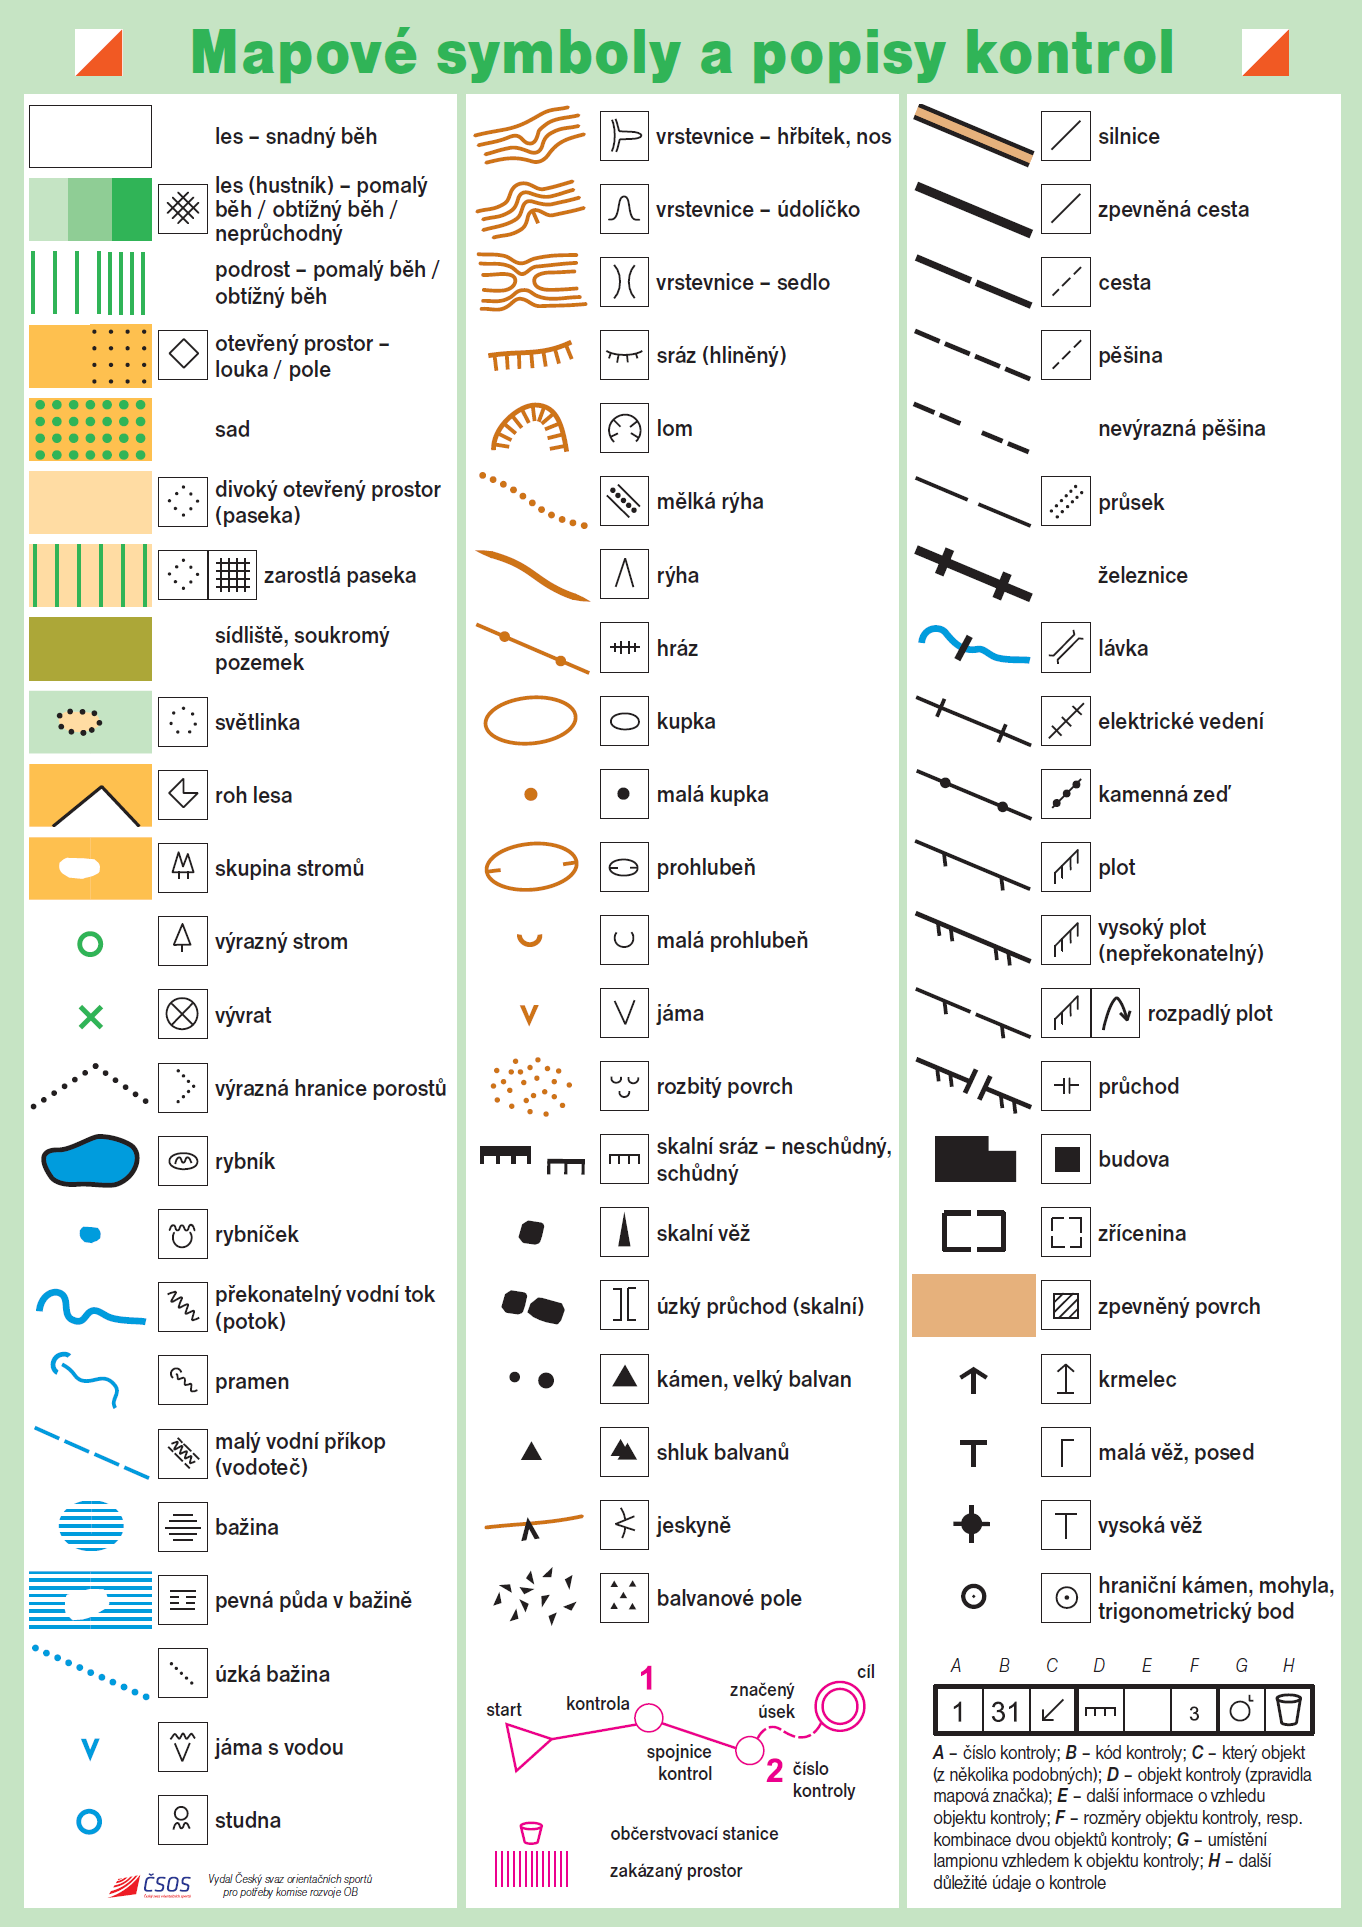 Mapové symboly a popisy kontrol
les – snadný běh
les (hustník) – pomalý
běh / obtížný běh /
neprůchodný
podrost – pomalý běh /
obtížný běh
otevřený prostor –
louka / pole
sad
divoký otevřený prostor
(paseka)
zarostlá paseka
sídliště, soukromý
pozemek
světlinka
roh lesa
skupina stromů
výrazný strom
vývrat
výrazná hranice porostů
rybník
rybníček
překonatelný vodní tok
(potok)
pramen
malý vodní příkop
(vodoteč)
bažina
pevná půda v bažině
úzká bažina
jáma s vodou
studna
ČSOS
Vydal Český svaz orientačních sportů
pro potřeby komise rozvoje OB
vrstevnice – hřbítek, nos
vrstevnice – údolíčko
vrstevnice – sedlo
sráz (hliněný)
lom
mělká rýha
rýha
hráz
kupka
malá kupka
prohlubeň
malá prohlubeň
jáma
rozbitý povrch
skalní sráz – neschůdný,
schůdný
skalní věž
úzký průchod (skalní)
kámen, velký balvan
shluk balvanů
jeskyně
balvanové pole
start
kontrola
1
značený
úsek
cíl
spojnice
kontrol
2
číslo
kontroly
občerstvovací stanice
zakázaný prostor
silnice
zpevněná cesta
cesta
pěšina
nevýrazná pěšina
průsek
železnice
lávka
elektrické vedení
kamenná zeď
plot
vysoký plot
(nepřekonatelný)
rozpadlý plot
průchod
budova
zřícenina
zpevněný povrch
krmelec
malá věž, posed
vysoká věž
hraniční kámen, mohyla,
trigonometrický bod
A B C D E F G H
1 31 3
A – číslo kontroly; B – kód kontroly; C – který objekt
(z několika podobných); D – objekt kontroly (zpravidla
mapová značka); E – další informace o vzhledu
objektu kontroly; F – rozměry objektu kontroly, resp.
kombinace dvou objektů kontroly; G – umístění
lampionu vzhledem k objektu kontroly; H – další
důležité údaje o kontrole